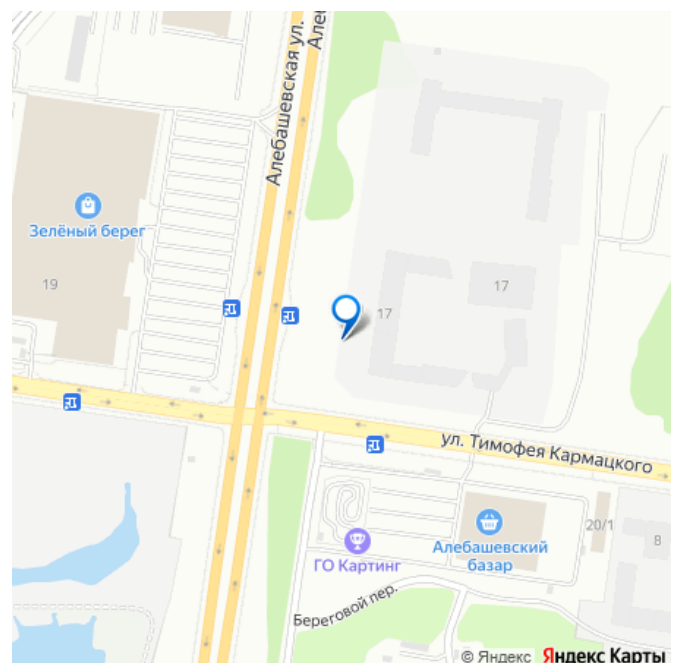 Алебашевская ул.
Але
Зелёный берег
19
17
17
ул. Тимофея Кармацкого
ГО Картинг
Алебашевский
базар
20/1
8
Береговой пер.
© Яндекс Яндекс Карты